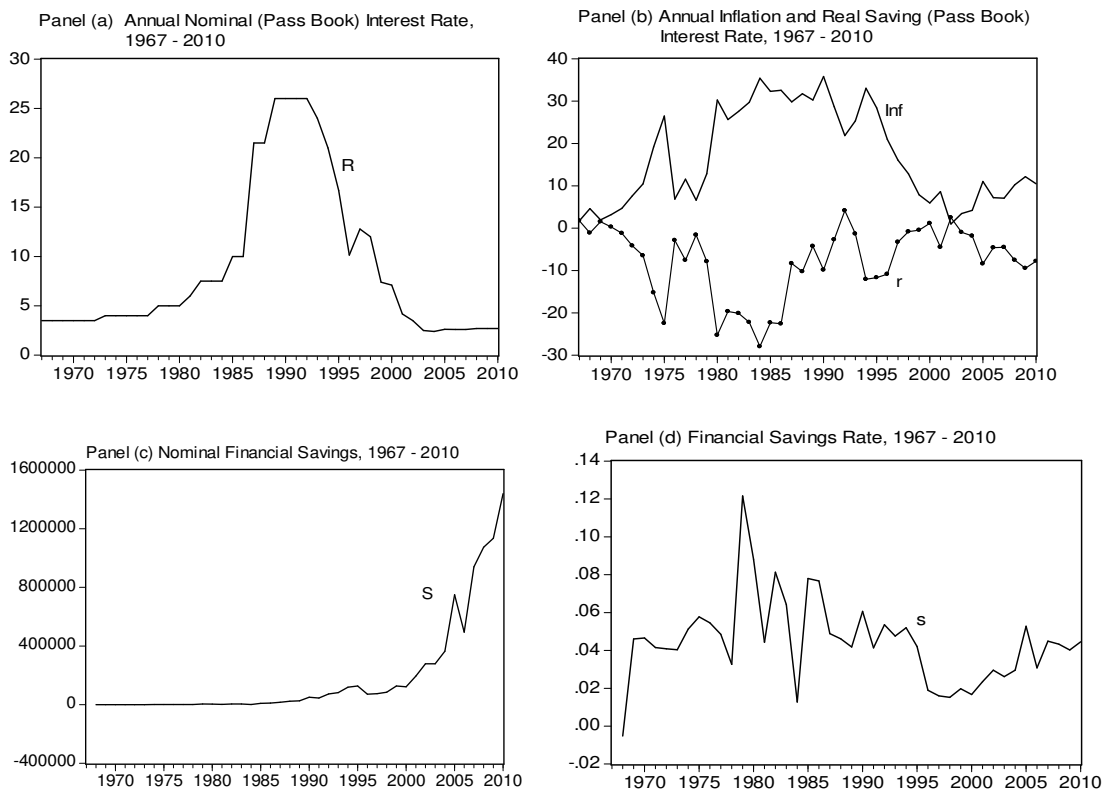 Panel (a) Annual Nominal (Pass Book) Interest Rate,
1967 - 2010
30
25
20
15
10
5
0
R
1970 1975 1980 1985 1990 1995 2000 2005 2010
Panel (b) Annual Inflation and Real Saving (Pass Book)
Interest Rate, 1967 - 2010
40
30
20
10
0
-10
-20
-30
Inf
r
1970 1975 1980 1985 1990 1995 2000 2005 2010
Panel (c) Nominal Financial Savings, 1967 - 2010
1600000
1200000
800000
400000
0
-400000
S
1970 1975 1980 1985 1990 1995 2000 2005 2010
Panel (d) Financial Savings Rate, 1967 - 2010
.14
.12
.10
.08
.06
.04
.02
.00
-.02
s
1970 1975 1980 1985 1990 1995 2000 2005 2010